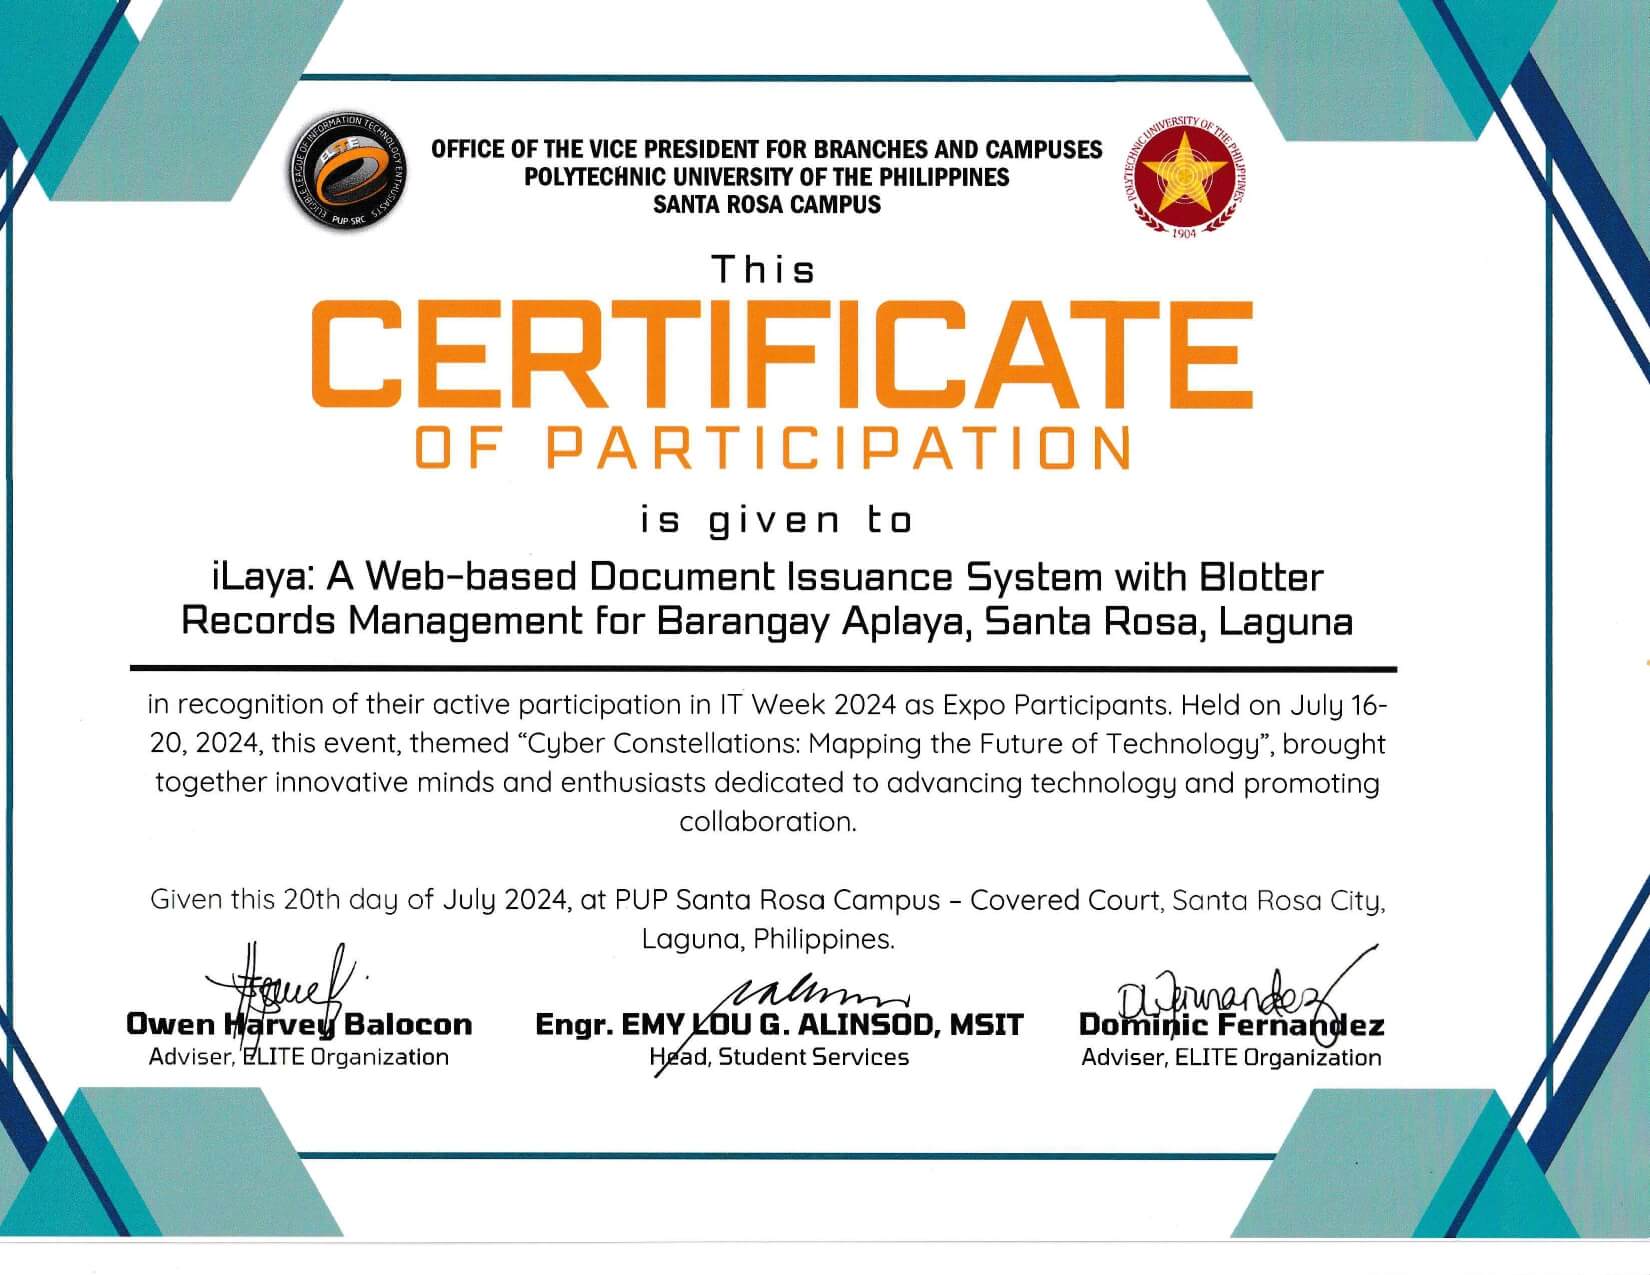 ELIGIBLE LEAGUE OF INFORMATION TECHNOLOGY ENTHUSIASTS
ELITE
PUP-SRC
OFFICE OF THE VICE PRESIDENT FOR BRANCHES AND CAMPUSES
POLYTECHNIC UNIVERSITY OF THE PHILIPPINES
SANTA ROSA CAMPUS
POLYTECHNIC UNIVERSITY OF THE PHILIPPINES
1904
This
CERTIFICATE
OF PARTICIPATION
is given to
iLaya: A Web-based Document Issuance System with Blotter
Records Management for Barangay Aplaya, Santa Rosa, Laguna
in recognition of their active participation in IT Week 2024 as Expo Participants. Held on July 16-
20, 2024, this event, themed “Cyber Constellations: Mapping the Future of Technology”, brought
together innovative minds and enthusiasts dedicated to advancing technology and promoting
collaboration.
Given this 20th day of July 2024, at PUP Santa Rosa Campus – Covered Court, Santa Rosa City,
Laguna, Philippines.
DFernandez
Owen Harvey Balocon
Adviser, ELITE Organization
Engr. EMY LOU G. ALINSOD, MSIT
Head, Student Services
Dominic Fernandez
Adviser, ELITE Organization